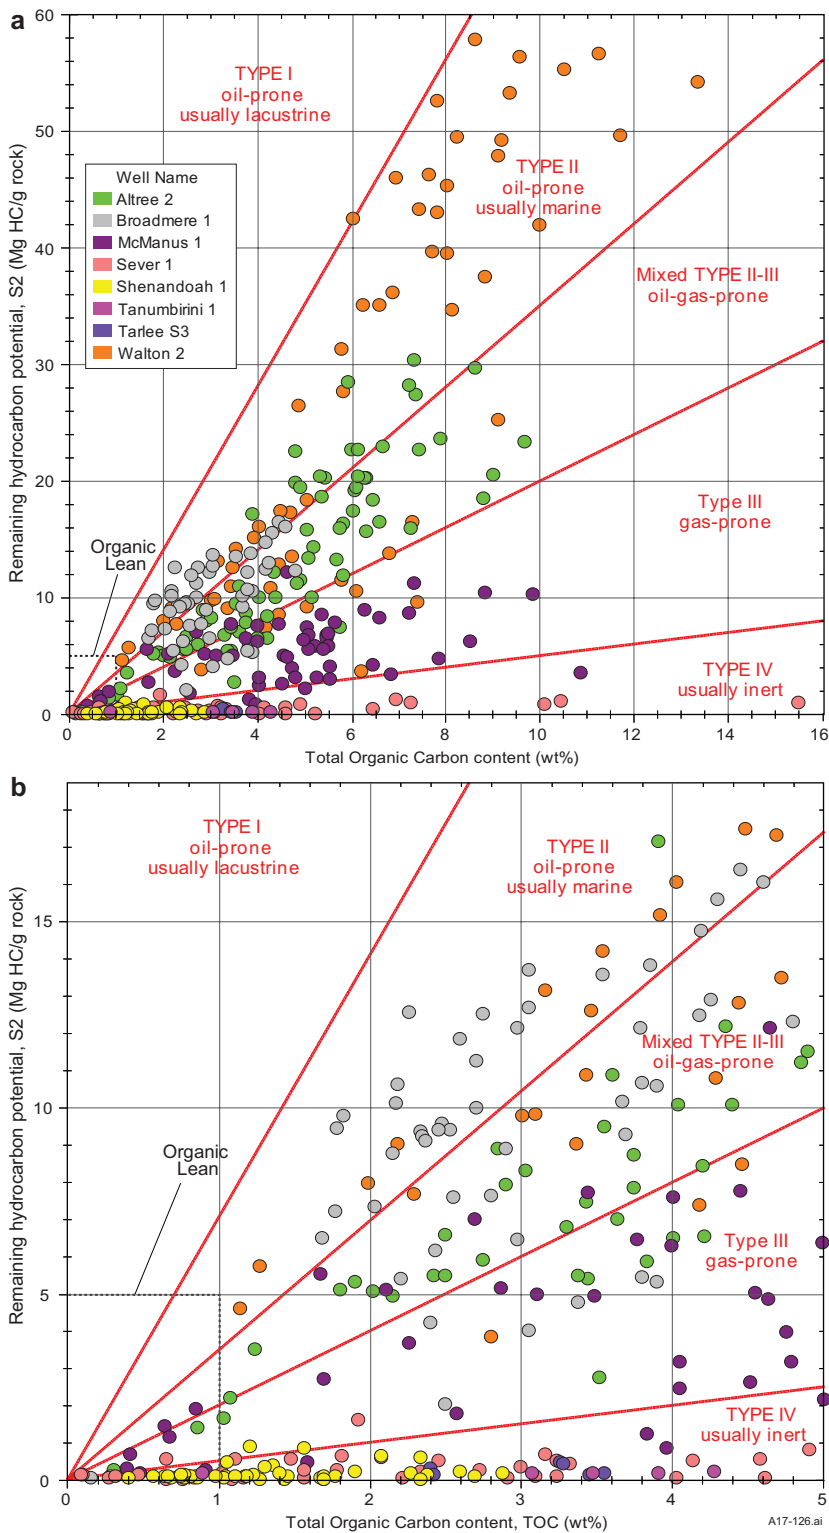 a
60
50
40
30
20
10
0
Remaining hydrocarbon potential, S2 (Mg HC/g rock)
TYPE I
oil-prone
usually lacustrine
TYPE II
oil-prone
usually marine
Mixed TYPE II-III
oil-gas-prone
Type III
gas-prone
TYPE IV
usually inert
Well Name
Altree 2
Broadmere 1
McManus 1
Sever 1
Shenandoah 1
Tanumbirini 1
Tarlee S3
Walton 2
Organic
Lean
0 2 4 6 8 10 12 14 16
Total Organic Carbon content (wt%)
b
15
10
5
0
Remaining hydrocarbon potential, S2 (Mg HC/g rock)
TYPE I
oil-prone
usually lacustrine
TYPE II
oil-prone
usually marine
Mixed TYPE II-III
oil-gas-prone
Organic
Lean
Type III
gas-prone
TYPE IV
usually inert
0 1 2 3 4 5
Total Organic Carbon content, TOC (wt%)
A17-126.ai